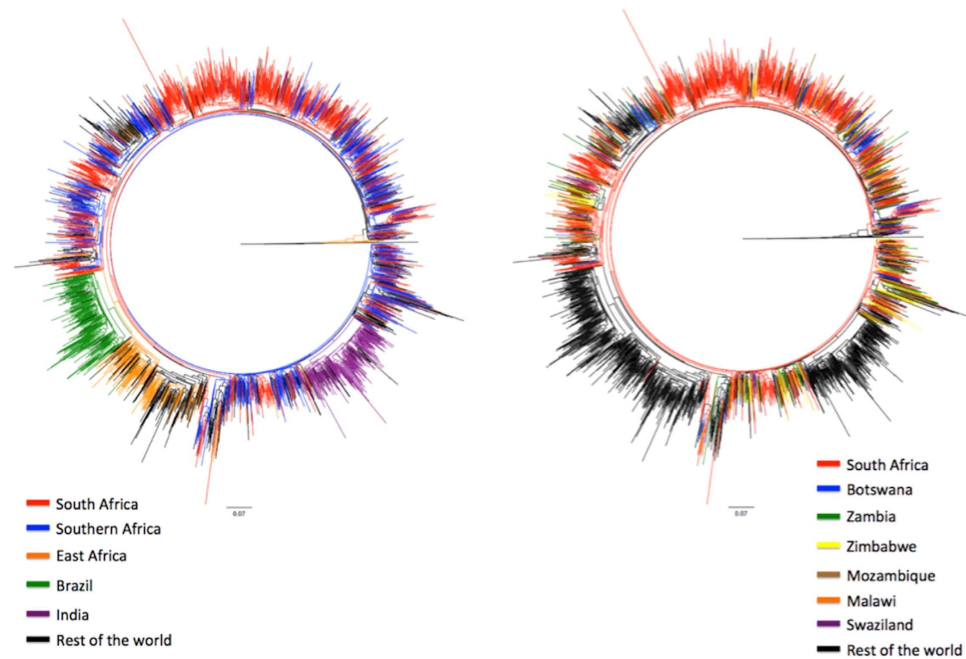 0.07
South Africa
Southern Africa
East Africa
Brazil
India
Rest of the world
0.07
South Africa
Botswana
Zambia
Zimbabwe
Mozambique
Malawi
Swaziland
Rest of the world